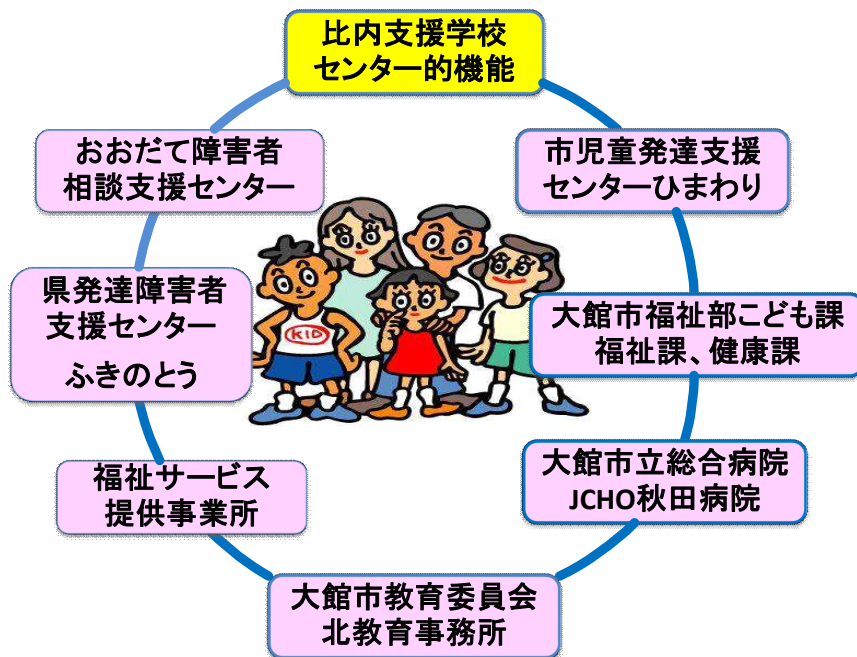 比内支援学校
センター的機能
おおだて障害者
相談支援センター
市児童発達支援
センターひまわり
県発達障害者
支援センター
ふきのとう
KID
大館市福祉部こども課
福祉課、健康課
福祉サービス
提供事業所
大館市立総合病院
JCHO秋田病院
大館市教育委員会
北教育事務所